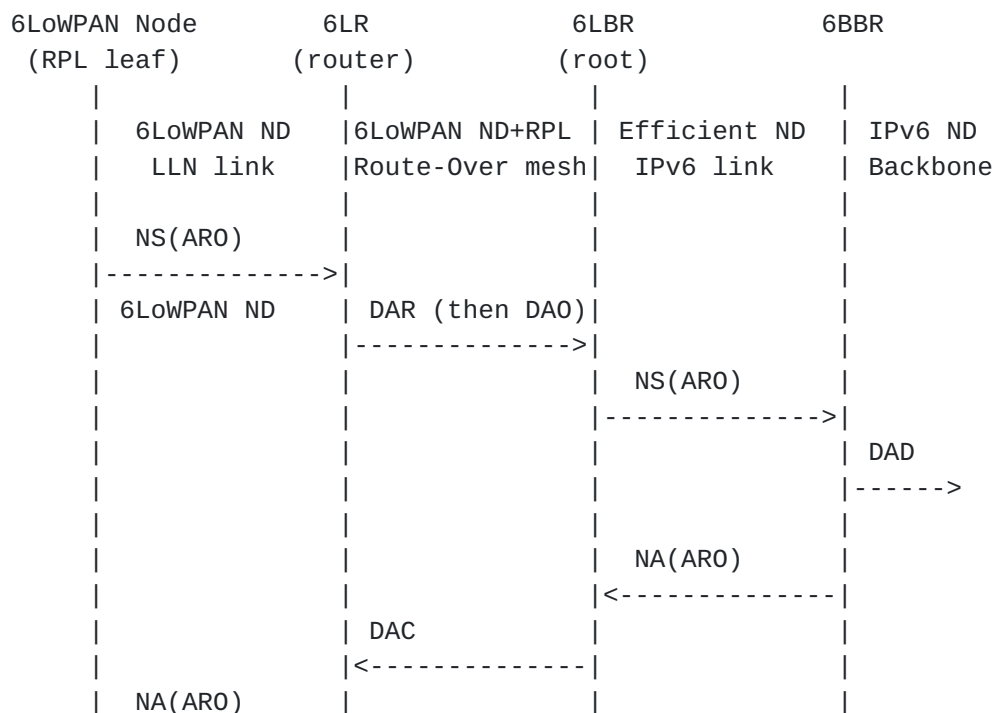 6LoWPAN Node 6LR 6LBR 6BBR
(RPL leaf) (router) (root)
6LoWPAN ND 6LoWPAN ND+RPL Efficient ND IPv6 ND
LLN link Route-Over mesh IPv6 link Backbone
NS(ARO)
6LoWPAN ND DAR (then DAO)
NS(ARO)
DAD
NA(ARO)
DAC
NA(ARO)